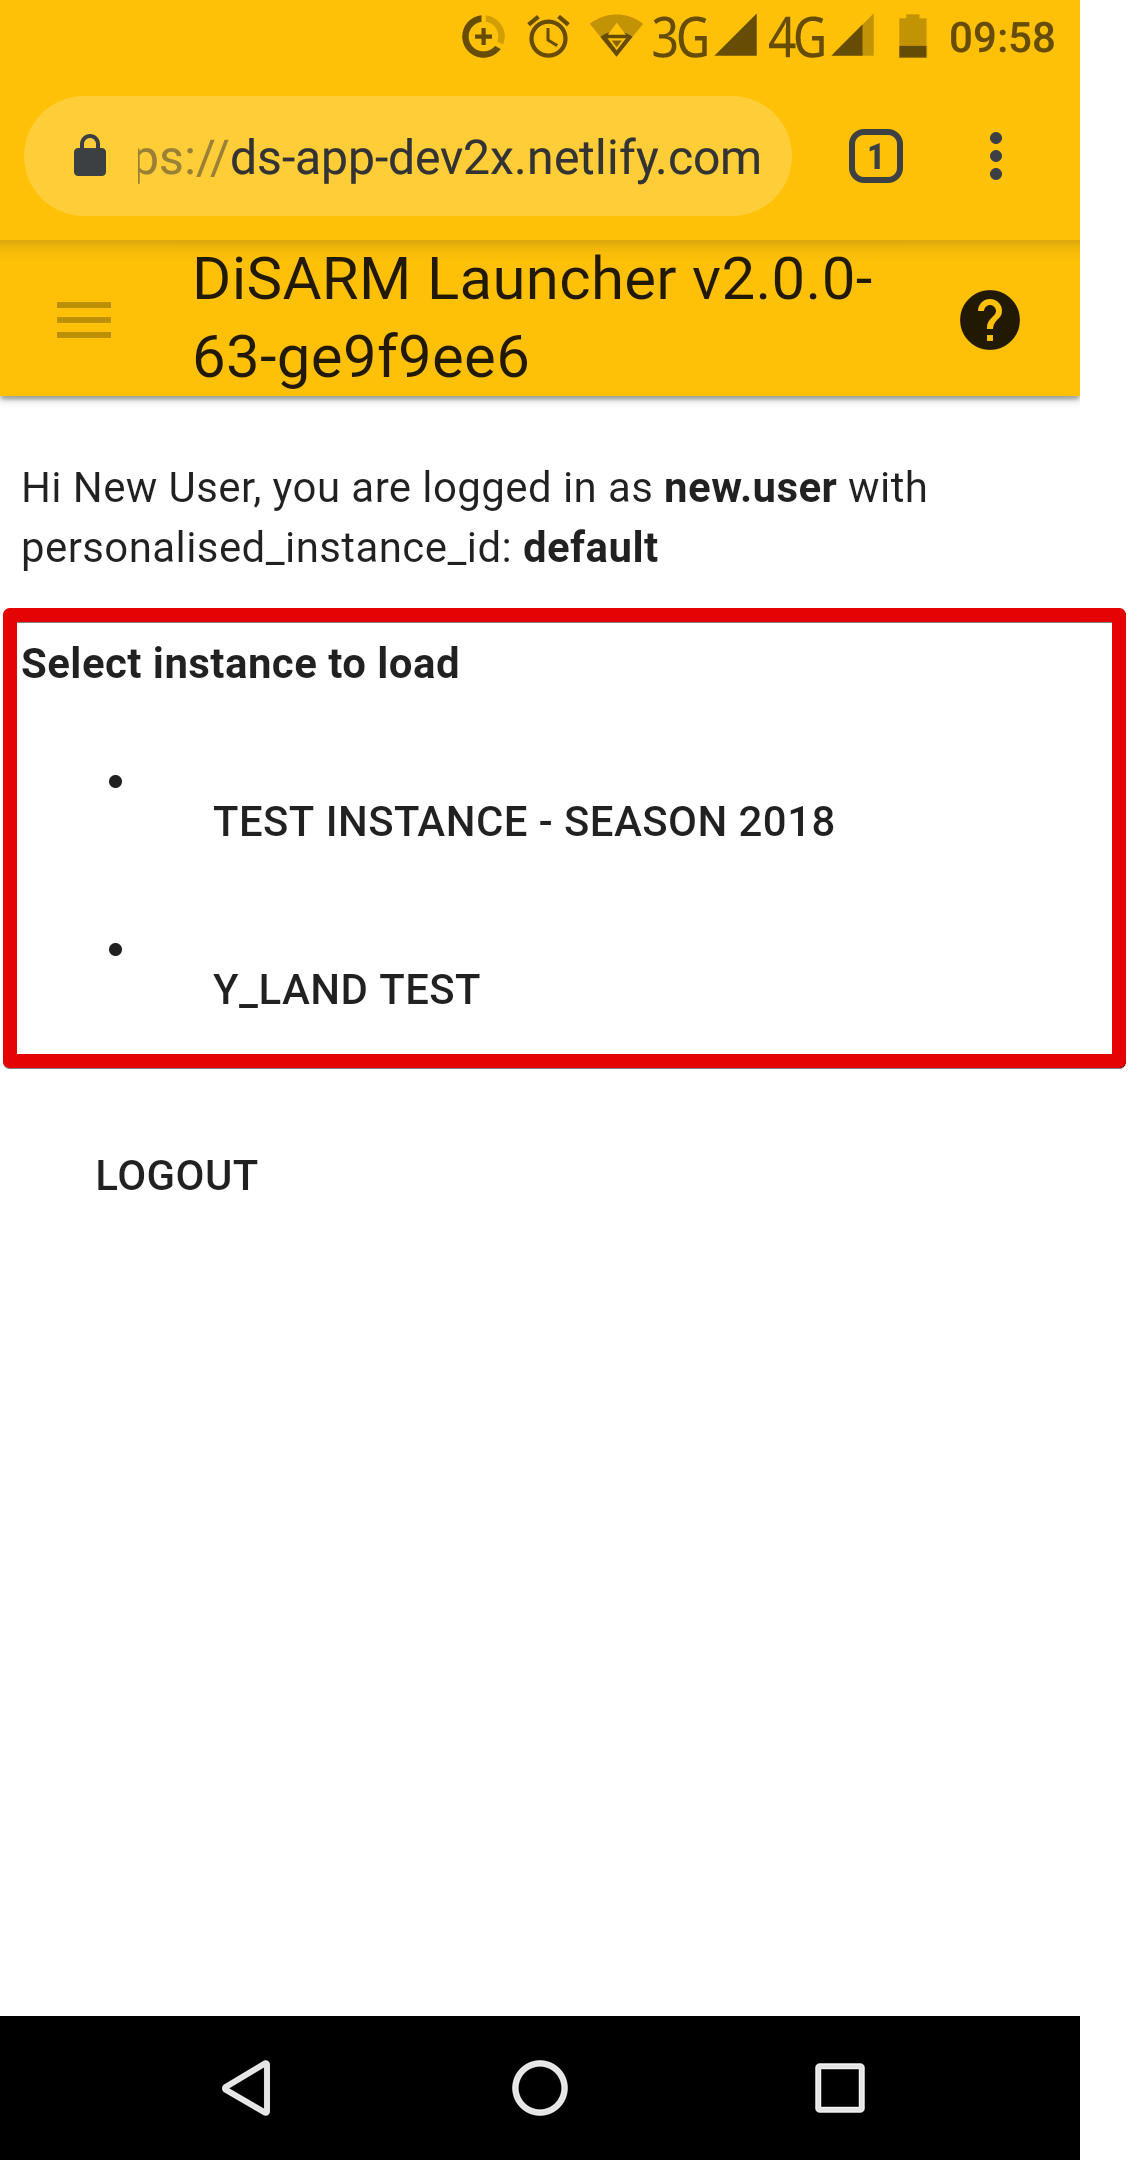 3G 4G 09:58
ps://ds-app-dev2x.netlify.com 1
DiSARM Launcher v2.0.0-
63-ge9f9ee6
Hi New User, you are logged in as new.user with
personalised_instance_id: default
Select instance to load
• TEST INSTANCE - SEASON 2018
• Y_LAND TEST
LOGOUT